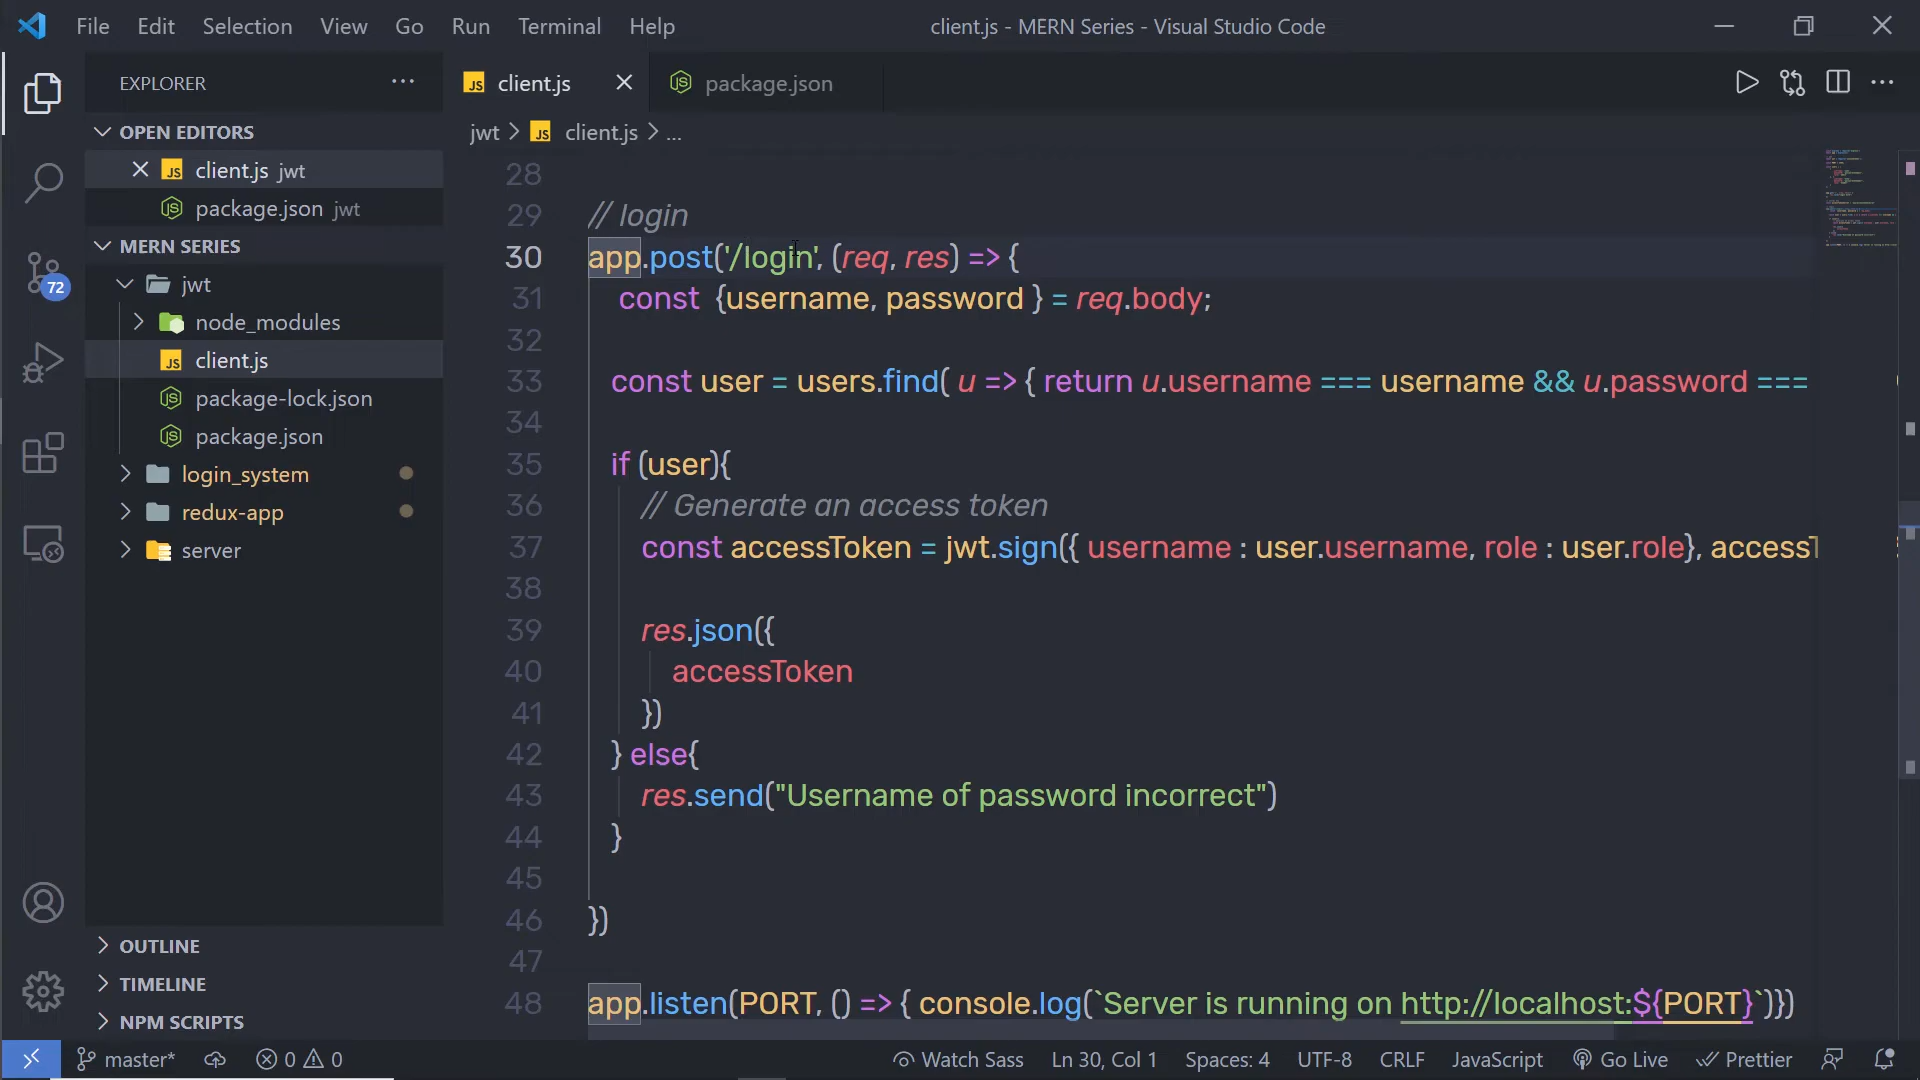 File Edit Selection View Go Run Terminal Help
client.js - MERN Series - Visual Studio Code
EXPLORER
OPEN EDITORS
client.js jwt
package.json jwt
MERN SERIES
jwt
node_modules
client.js
package-lock.json
package.json
login_system
redux-app
server
OUTLINE
TIMELINE
NPM SCRIPTS
72
client.js
package.json
jwt > client.js > ...
28
29 // login
30 app.post('/login', (req, res) => {
31 const {username, password } = req.body;
32
33 const user = users.find( u => { return u.username === username && u.password ===
34
35 if (user){
36 // Generate an access token
37 const accessToken = jwt.sign({ username : user.username, role : user.role}, accessT
38
39 res.json({
40 accessToken
41 })
42 } else{
43 res.send("Username of password incorrect")
44 }
45
46 })
47
48 app.listen(PORT, () => { console.log(`Server is running on http://localhost:${PORT}`)})
master* 0 0 Watch Sass Ln 30, Col 1 Spaces: 4 UTF-8 CRLF JavaScript Go Live Prettier